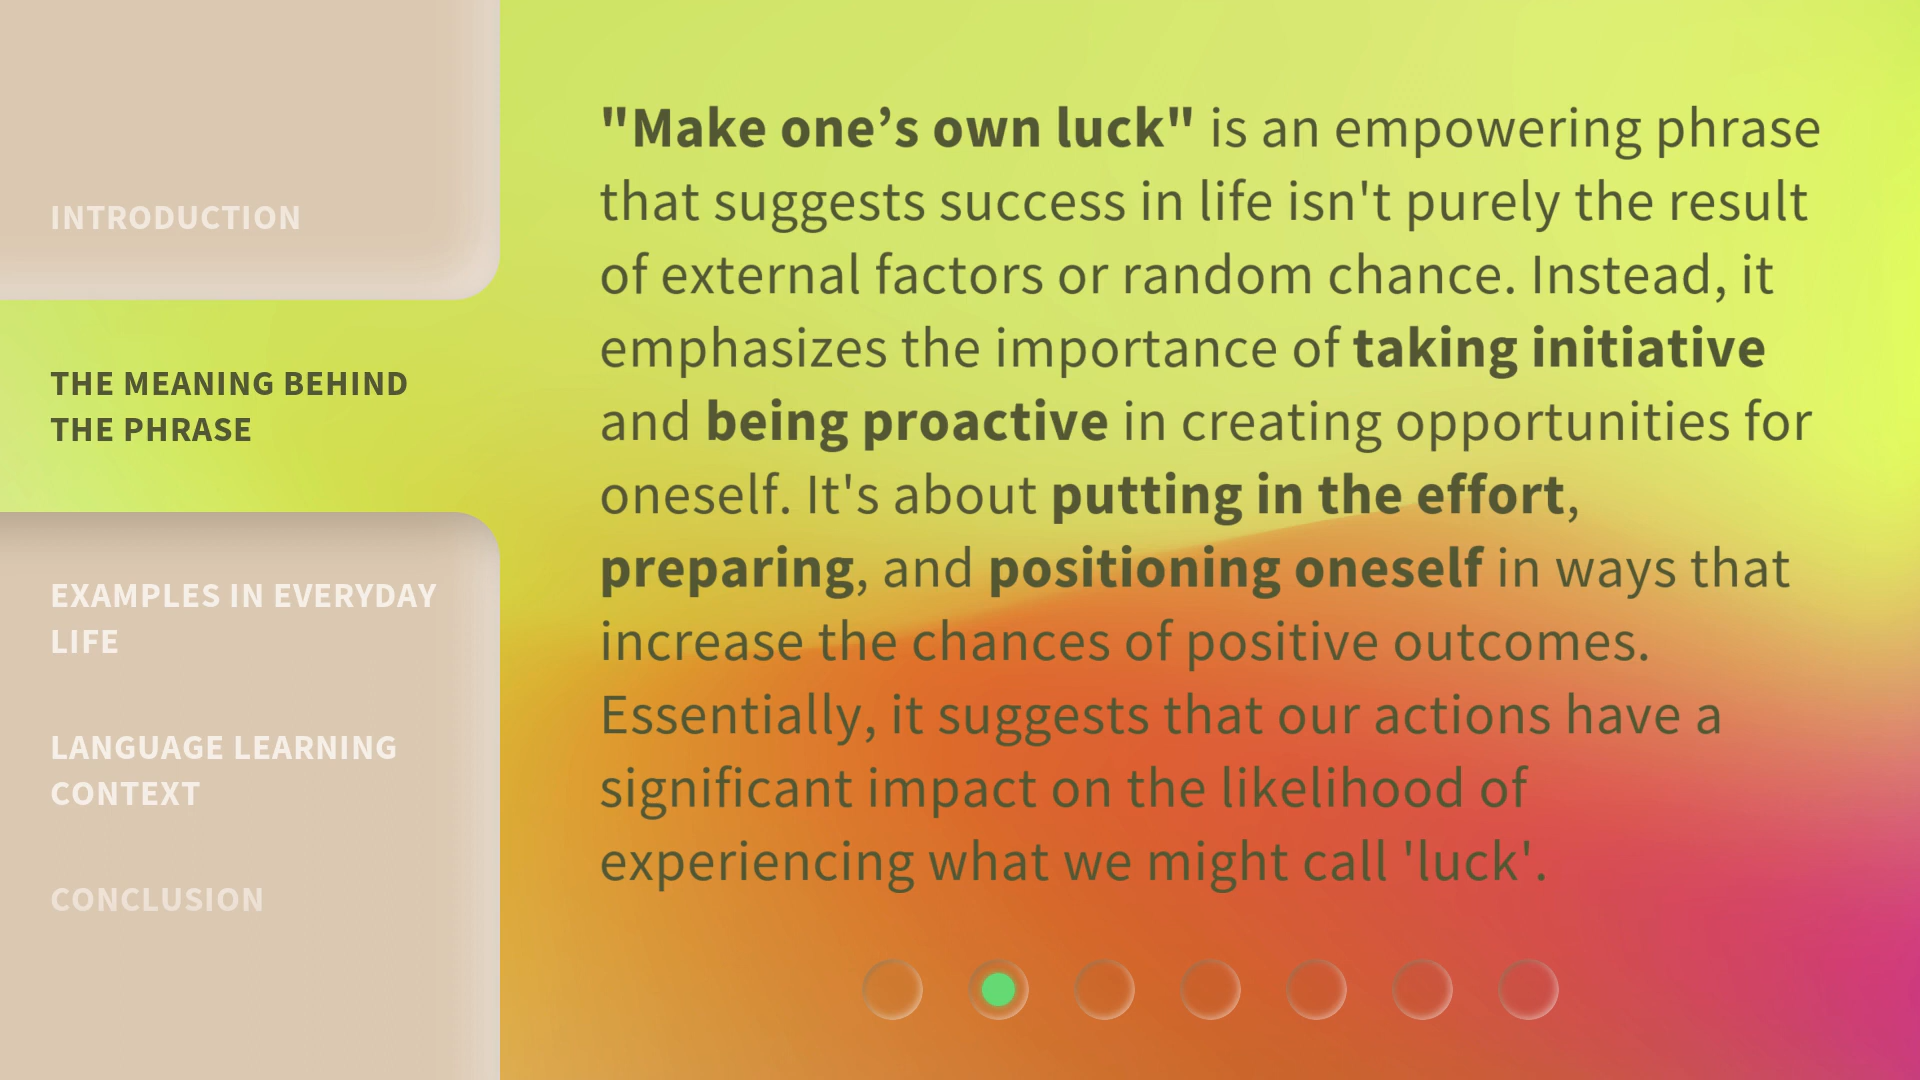 INTRODUCTION
THE MEANING BEHIND
THE PHRASE
EXAMPLES IN EVERYDAY
LIFE
LANGUAGE LEARNING
CONTEXT
CONCLUSION
"Make one’s own luck" is an empowering phrase
that suggests success in life isn't purely the result
of external factors or random chance. Instead, it
emphasizes the importance of taking initiative
and being proactive in creating opportunities for
oneself. It's about putting in the effort,
preparing, and positioning oneself in ways that
increase the chances of positive outcomes.
Essentially, it suggests that our actions have a
significant impact on the likelihood of
experiencing what we might call 'luck'.